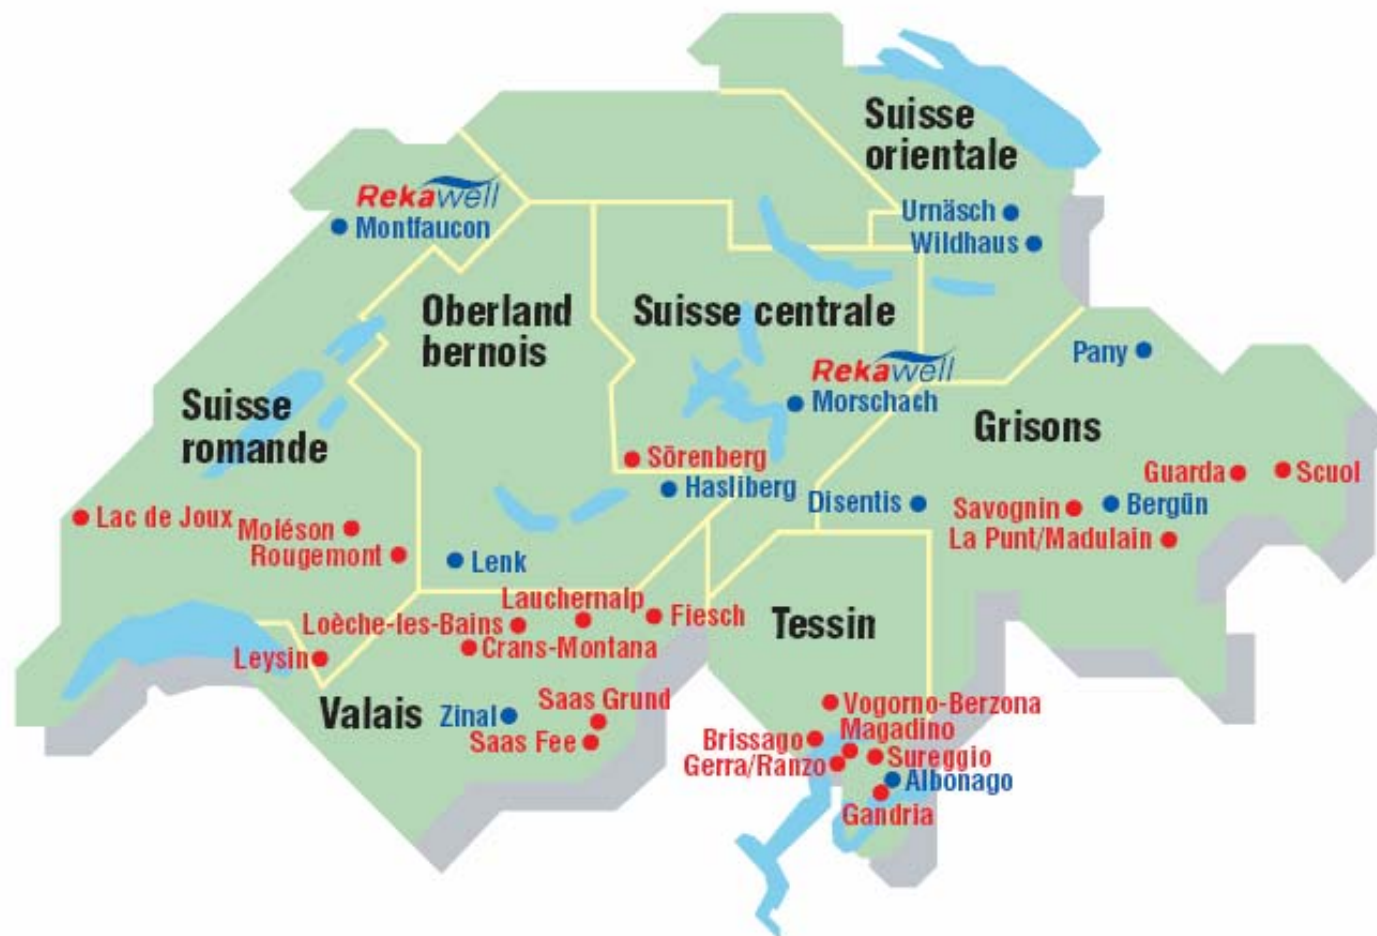 Suisse
orientale
Rekawell
Montfaucon
Urnäsch
Wildhaus
Oberland
bernois
Suisse centrale
Pany
Rekawell
Morschach
Suisse
romande
Grisons
Sörenberg
Guarda
Scuol
Hasliberg
Disentis
Savognin
Bergün
Lac de Joux
Moléson
La Punt/Madulain
Rougemont
Lenk
Lauchernalp
Fiesch
Loèche-les-Bains
Crans-Montana
Tessin
Leysin
Valais
Zinal
Saas Grund
Saas Fee
Vogorno-Berzona
Magadino
Brissago
Sureggio
Gerra/Ranzo
Albonago
Gandria